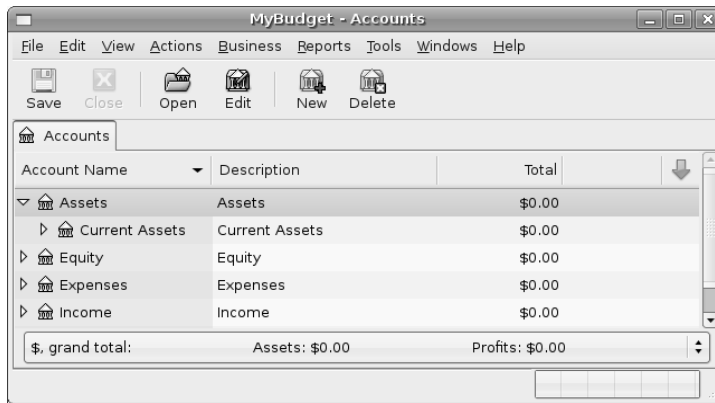 MyBudget - Accounts
File Edit View Actions Business Reports Tools Windows Help
Save Close Open Edit New Delete
Accounts
Account Name Description Total
Assets Assets $0.00
Current Assets Current Assets $0.00
Equity Equity $0.00
Expenses Expenses $0.00
Income Income $0.00
$, grand total: Assets: $0.00 Profits: $0.00